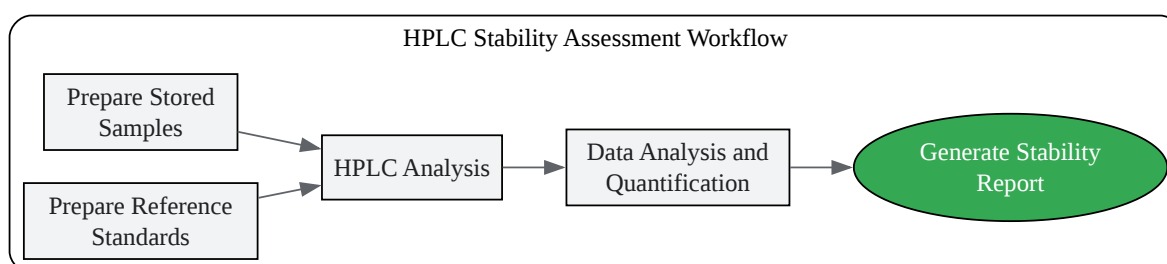 HPLC Stability Assessment Workflow
Prepare Stored
Samples
Prepare Reference
Standards
HPLC Analysis
Data Analysis and
Quantification
Generate Stability
Report